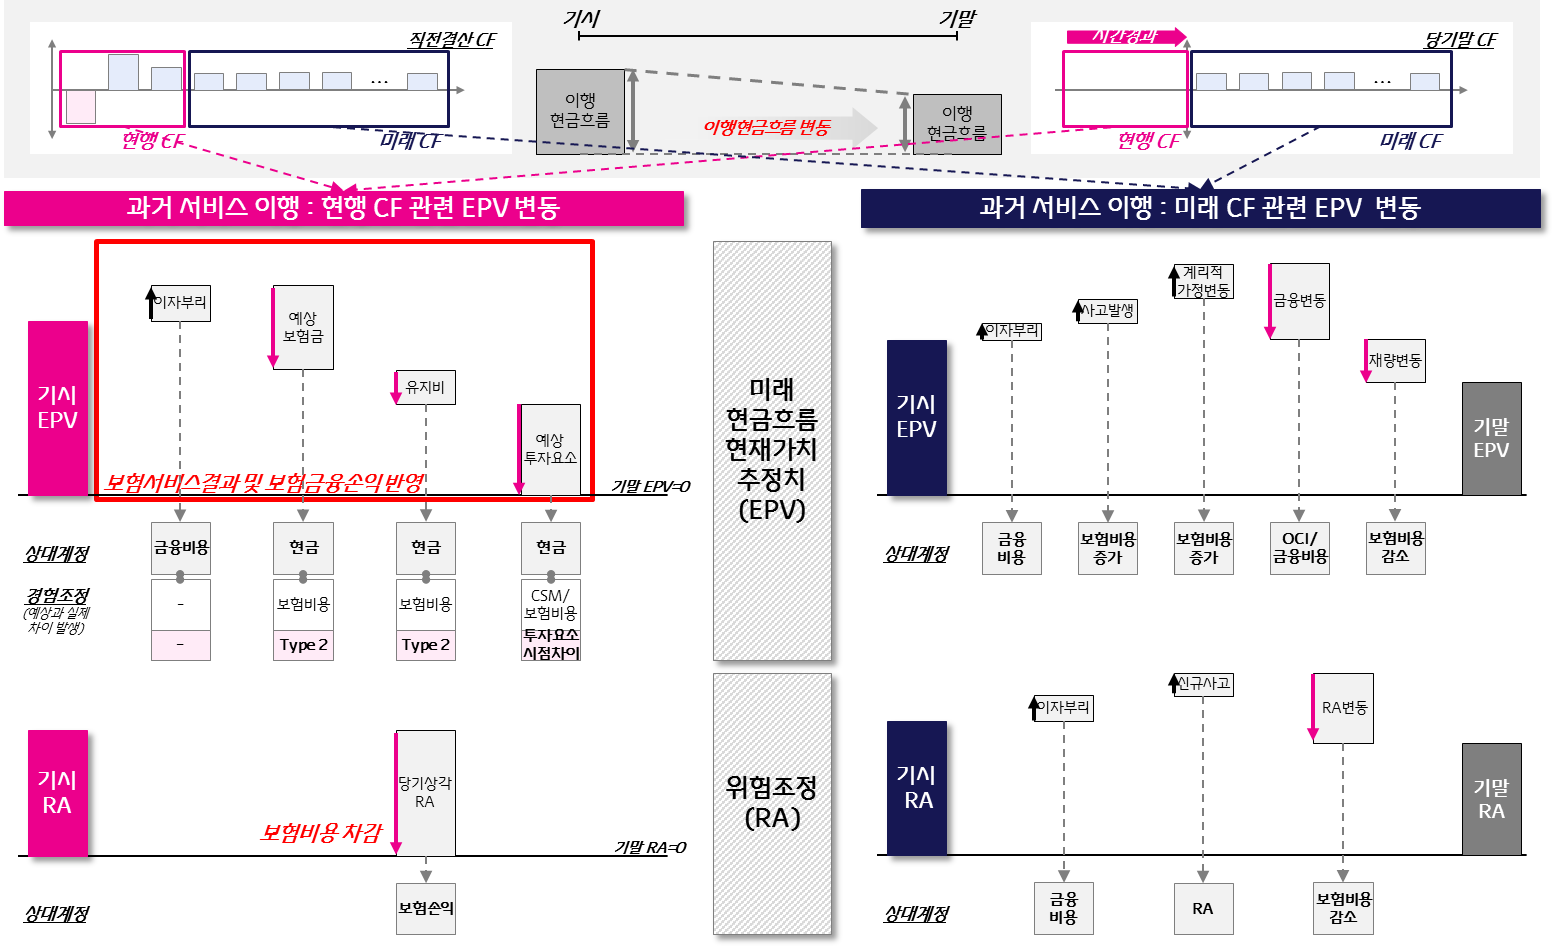 기시
기말
직전결산 CF
...
현행 CF
미래 CF
이행
현금흐름
이행현금흐름 변동
이행
현금흐름
시간경과
당기말 CF
...
현행 CF
미래 CF
과거 서비스 이행 : 현행 CF 관련 EPV 변동
과거 서비스 이행 : 미래 CF 관련 EPV 변동
기시
EPV
이자부리
예상
보험금
유지비
예상
투자요소
보험서비스결과 및 보험금융손익 반영
기말 EPV=0
상대계정
금융비용
현금
현금
현금
경험조정
(예상과 실제
차이 발생)
-
보험비용
보험비용
CSM/
보험비용
-
Type 2
Type 2
투자요소
시점차이
미래
현금흐름
현재가치
추정치
(EPV)
기시
EPV
이자부리
사고발생
계리적
가정변동
금융변동
재량변동
기말
EPV
상대계정
금융
비용
보험비용
증가
보험비용
증가
OCI/
금융비용
보험비용
감소
기시
RA
당기상각
RA
보험비용 차감
기말 RA=0
상대계정
보험손익
위험조정
(RA)
기시
RA
이자부리
신규사고
RA변동
기말
RA
상대계정
금융
비용
RA
보험비용
감소